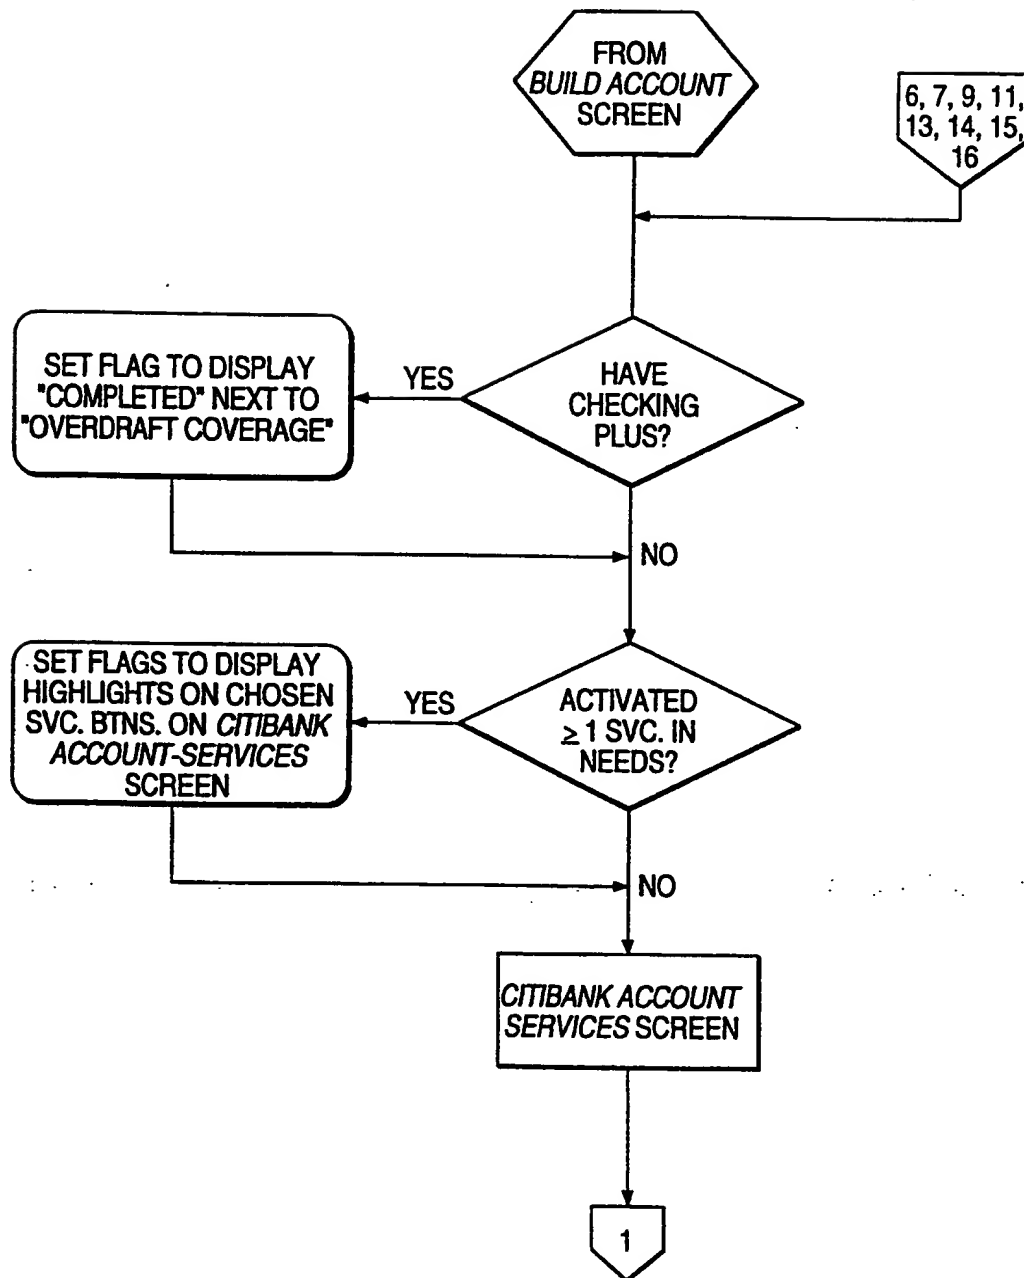 FROM
BUILD ACCOUNT
SCREEN
6, 7, 9, 11,
13, 14, 15,
16
SET FLAG TO DISPLAY
"COMPLETED" NEXT TO
"OVERDRAFT COVERAGE"
YES
HAVE
CHECKING
PLUS?
NO
SET FLAGS TO DISPLAY
HIGHLIGHTS ON CHOSEN
SVC. BTNS. ON CITIBANK
ACCOUNT-SERVICES
SCREEN
YES
ACTIVATED
≥ 1 SVC. IN
NEEDS?
NO
CITIBANK ACCOUNT
SERVICES SCREEN
1